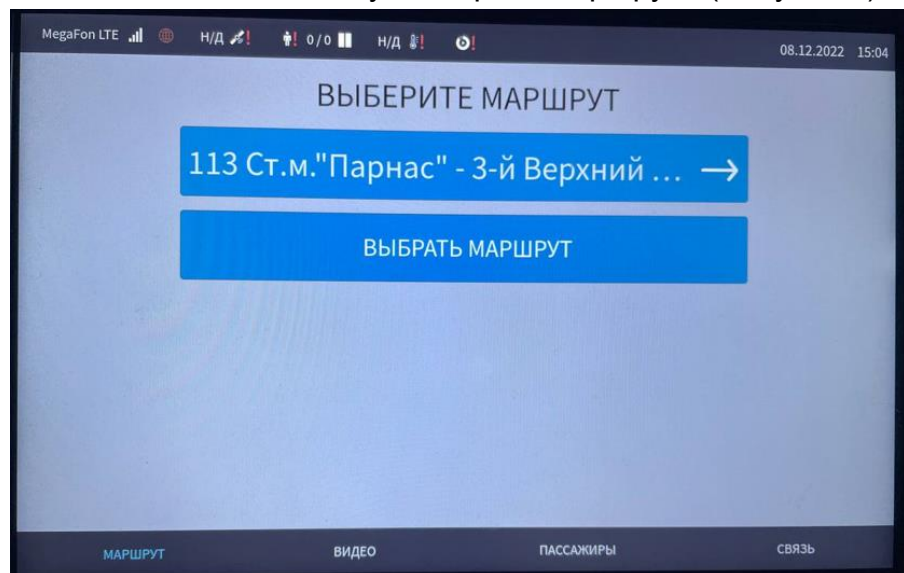 MegaFon LTE Н/Д ! ! 0/0 Н/Д ! ! 08.12.2022 15:04
ВЫБЕРИТЕ МАРШРУТ
113 Ст.м."Парнас" - 3-й Верхний ... →
ВЫБРАТЬ МАРШРУТ
МАРШРУТ ВИДЕО ПАССАЖИРЫ СВЯЗЬ